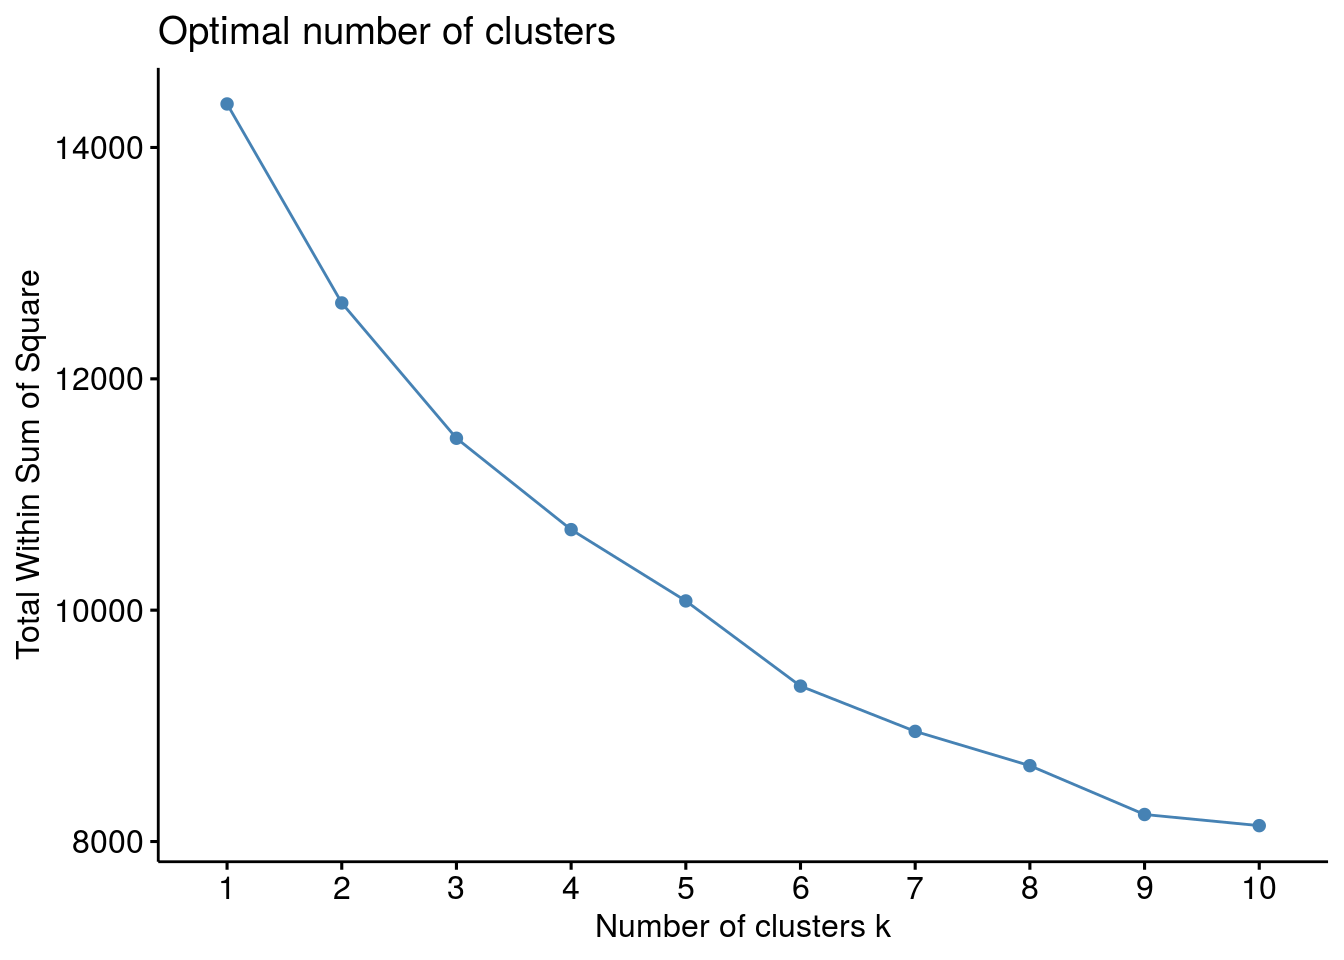 Optimal number of clusters
Total Within Sum of Square
14000
12000
10000
8000
1 2 3 4 5 6 7 8 9 10
Number of clusters k